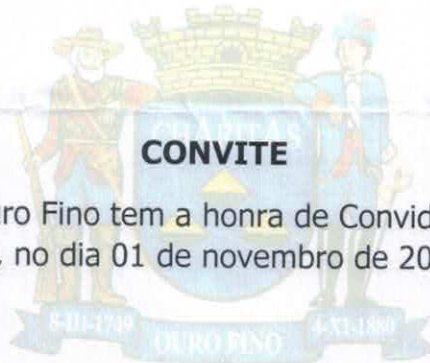 CHARITAS
CONVITE
uro Fino tem a honra de Convid
, no dia 01 de novembro de 20
8-III-1749 OURO FINO 4-XI-1880